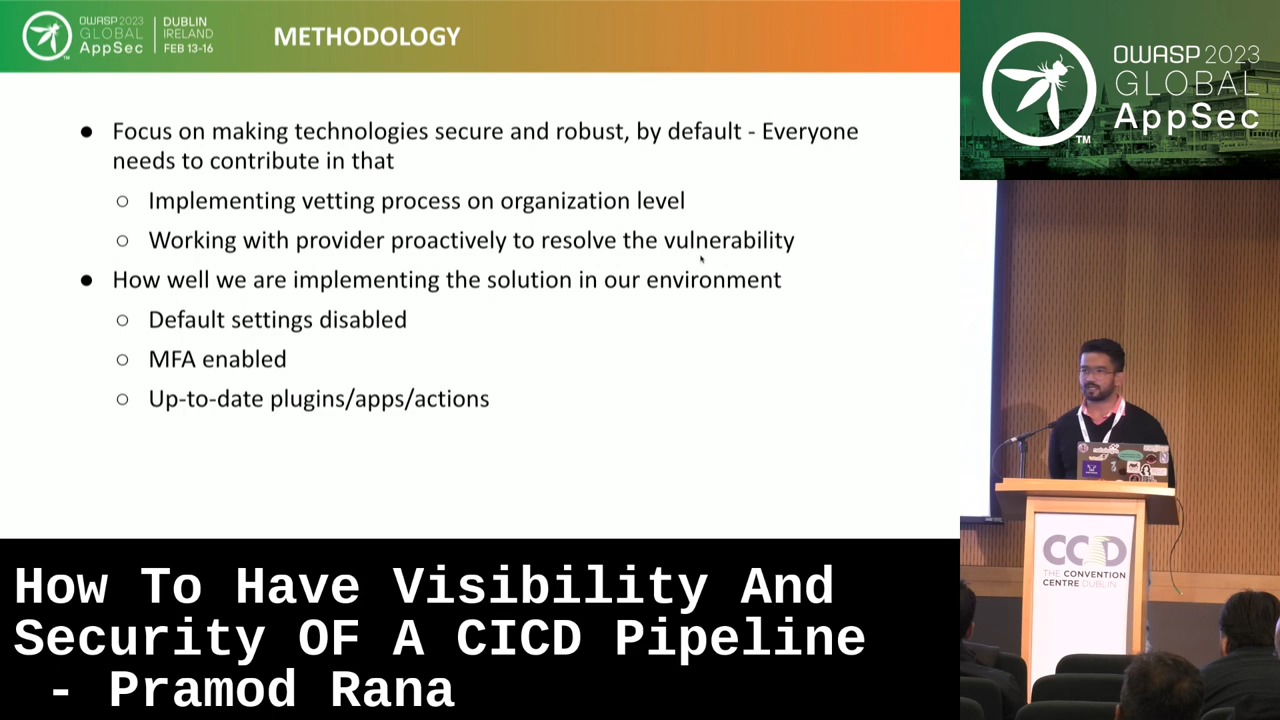 OWASP 2023
GLOBAL
AppSec
DUBLIN
IRELAND
FEB 13-16
TM
METHODOLOGY
● Focus on making technologies secure and robust, by default - Everyone
needs to contribute in that
○ Implementing vetting process on organization level
○ Working with provider proactively to resolve the vulnerability
● How well we are implementing the solution in our environment
○ Default settings disabled
○ MFA enabled
○ Up-to-date plugins/apps/actions
OWASP 2023
GLOBAL
AppSec
TM
CCD
THE CONVENTION
CENTRE DUBLIN
How To Have Visibility And
Security OF A CICD Pipeline
- Pramod Rana